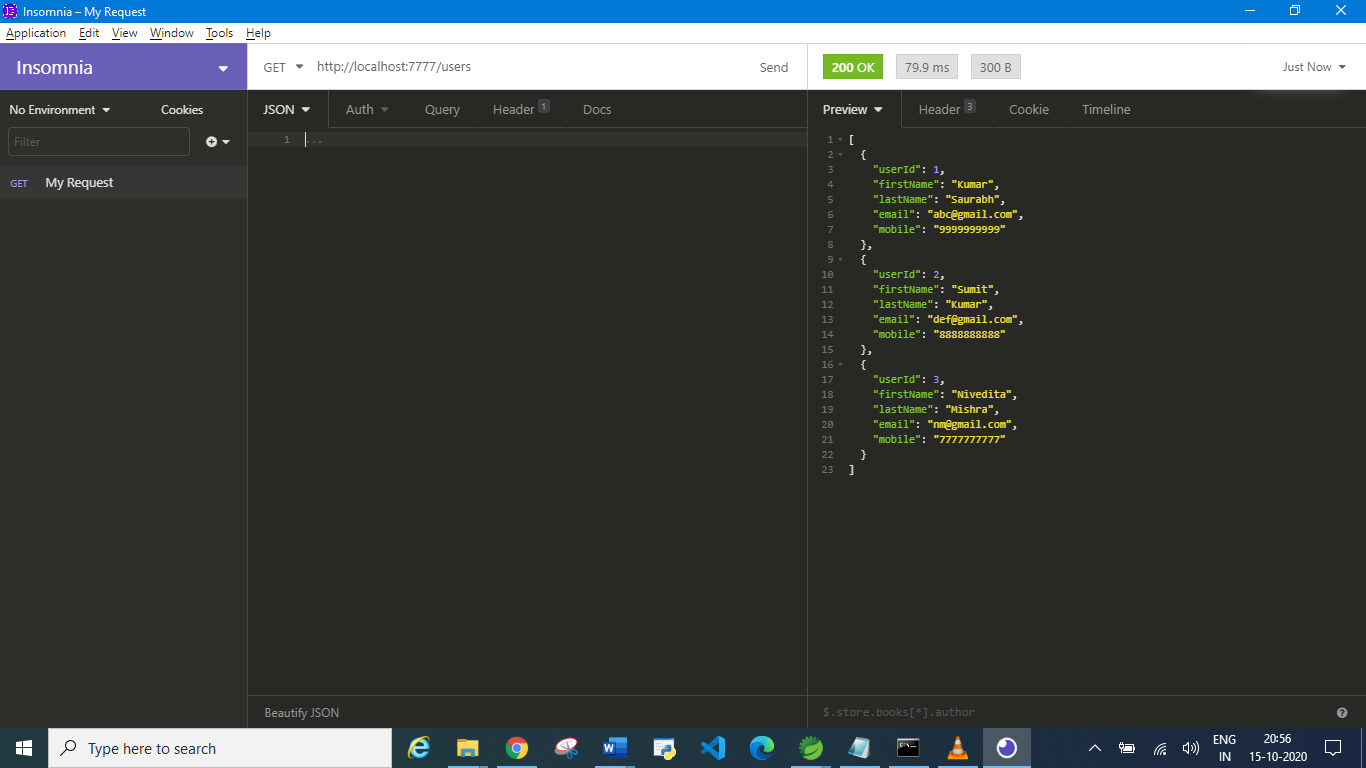 Insomnia – My Request
Application Edit View Window Tools Help
Insomnia
GET http://localhost:7777/users Send
200 OK 79.9 ms 300 B Just Now
No Environment Cookies
JSON Auth Query Header 1 Docs
Preview Header 3 Cookie Timeline
Filter
GET My Request
1 ...
1 [
2 {
3 "userId": 1,
4 "firstName": "Kumar",
5 "lastName": "Saurabh",
6 "email": "abc@gmail.com",
7 "mobile": "9999999999"
8 },
9 {
10 "userId": 2,
11 "firstName": "Sumit",
12 "lastName": "Kumar",
13 "email": "def@gmail.com",
14 "mobile": "8888888888"
15 },
16 {
17 "userId": 3,
18 "firstName": "Nivedita",
19 "lastName": "Mishra",
20 "email": "nm@gmail.com",
21 "mobile": "7777777777"
22 }
23 ]
Beautify JSON
$.store.books[*].author
Type here to search
ENG
IN
20:56
15-10-2020